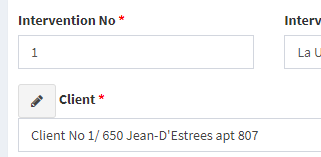 Intervention No * Interv
1 La U
Client *
Client No 1/ 650 Jean-D'Estrees apt 807